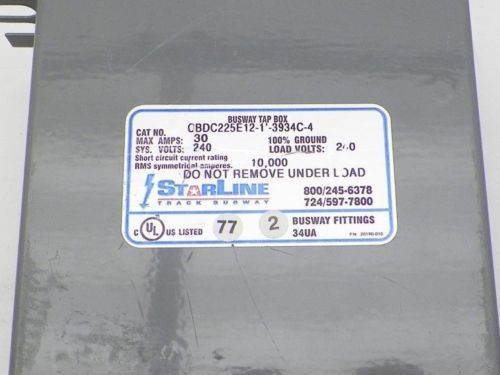 BUSWAY TAP BOX
CAT NO. CBDC225E12-1'-3934C-4
MAX AMPS: 30 100% GROUND
SYS. VOLTS: 240 LOAD VOLTS: 240
Short circuit current rating
RMS symmetrical amperes. 10,000
DO NOT REMOVE UNDER LOAD
STARLINE 800/245-6378
TRACK BUSWAY 724/597-7800
C UL US LISTED 77 2 BUSWAY FITTINGS
34UA